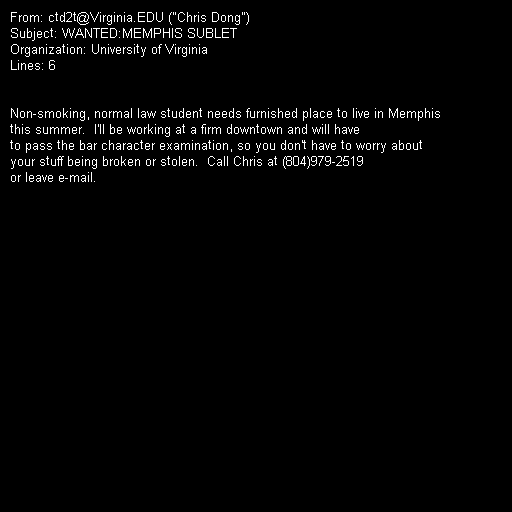 From: ctd2t@Virginia.EDU ("Chris Dong")
Subject: WANTED:MEMPHIS SUBLET
Organization: University of Virginia
Lines: 6
Non-smoking, normal law student needs furnished place to live in Memphis
this summer.  I'll be working at a firm downtown and will have
to pass the bar character examination, so you don't have to worry about
your stuff being broken or stolen.  Call Chris at (804)979-2519
or leave e-mail.